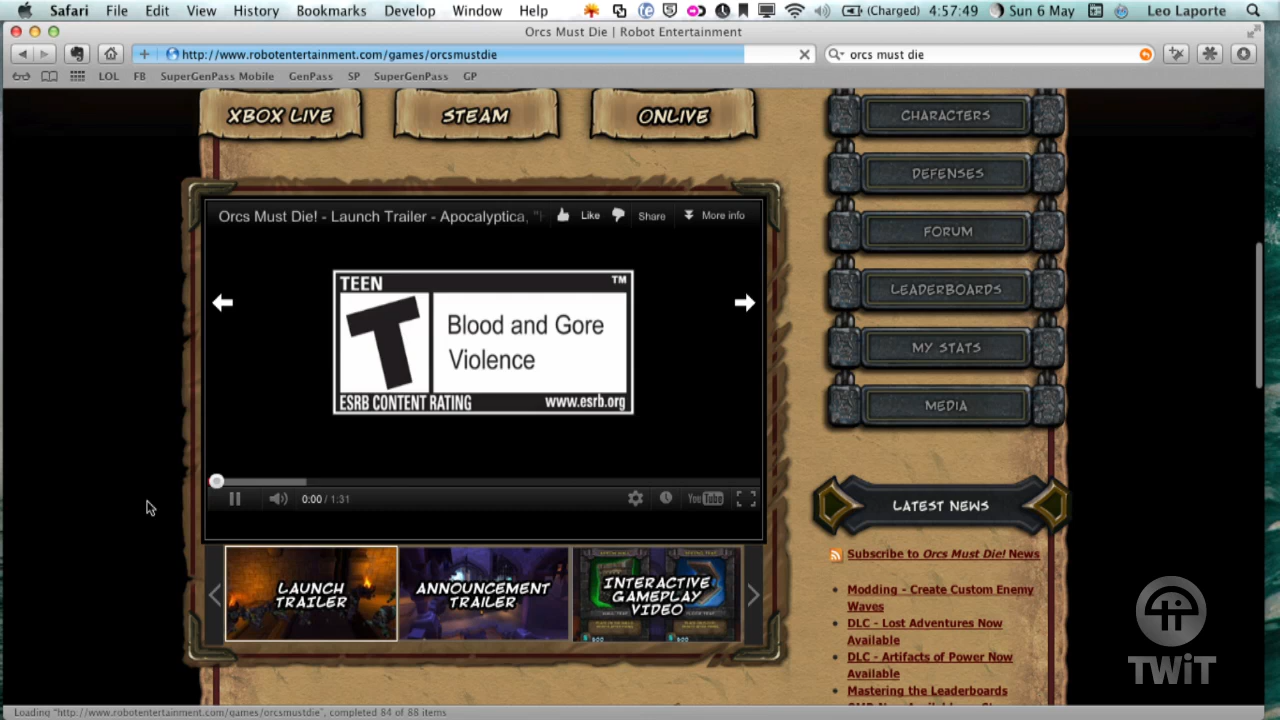 Safari File Edit View History Bookmarks Develop Window Help (Charged) 4:57:49 Sun 6 May Leo Laporte
Orcs Must Die | Robot Entertainment
http://www.robotentertainment.com/games/orcsmustdie
orcs must die
LOL FB SuperGenPass Mobile GenPass SP SuperGenPass GP
XBOX LIVE
STEAM
ONLIVE
Orcs Must Die! - Launch Trailer - Apocalyptica, "
Like Share More info
TEEN TM
T
Blood and Gore
Violence
ESRB CONTENT RATING www.esrb.org
0:00 / 1:31
YouTube
LAUNCH
TRAILER
ANNOUNCEMENT
TRAILER
INTERACTIVE
GAMEPLAY
VIDEO
CHARACTERS
DEFENSES
FORUM
LEADERBOARDS
MY STATS
MEDIA
LATEST NEWS
Subscribe to Orcs Must Die! News
Modding - Create Custom Enemy
Waves
DLC - Lost Adventures Now
Available
DLC - Artifacts of Power Now
Available
Mastering the Leaderboards
TWiT
Loading "http://www.robotentertainment.com/games/orcsmustdie", completed 84 of 88 items